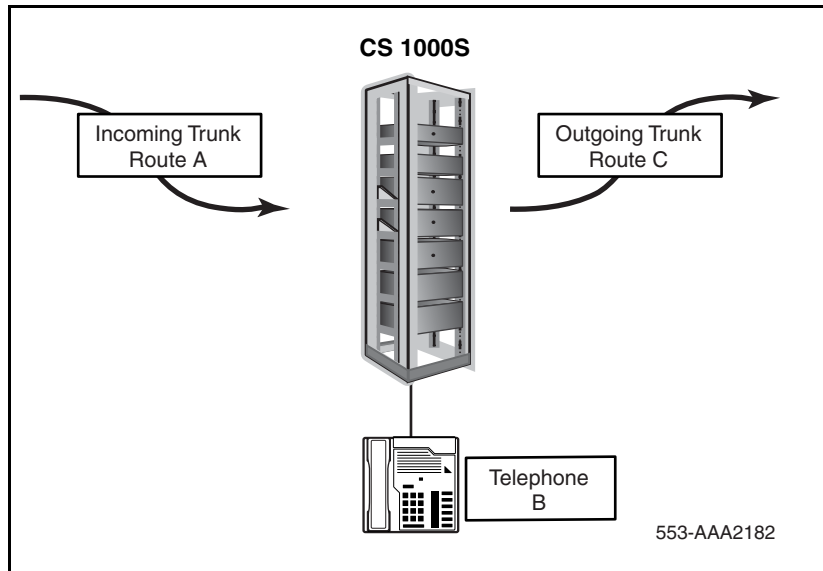 CS 1000S
Incoming Trunk
Route A
Outgoing Trunk
Route C
Telephone
B
553-AAA2182